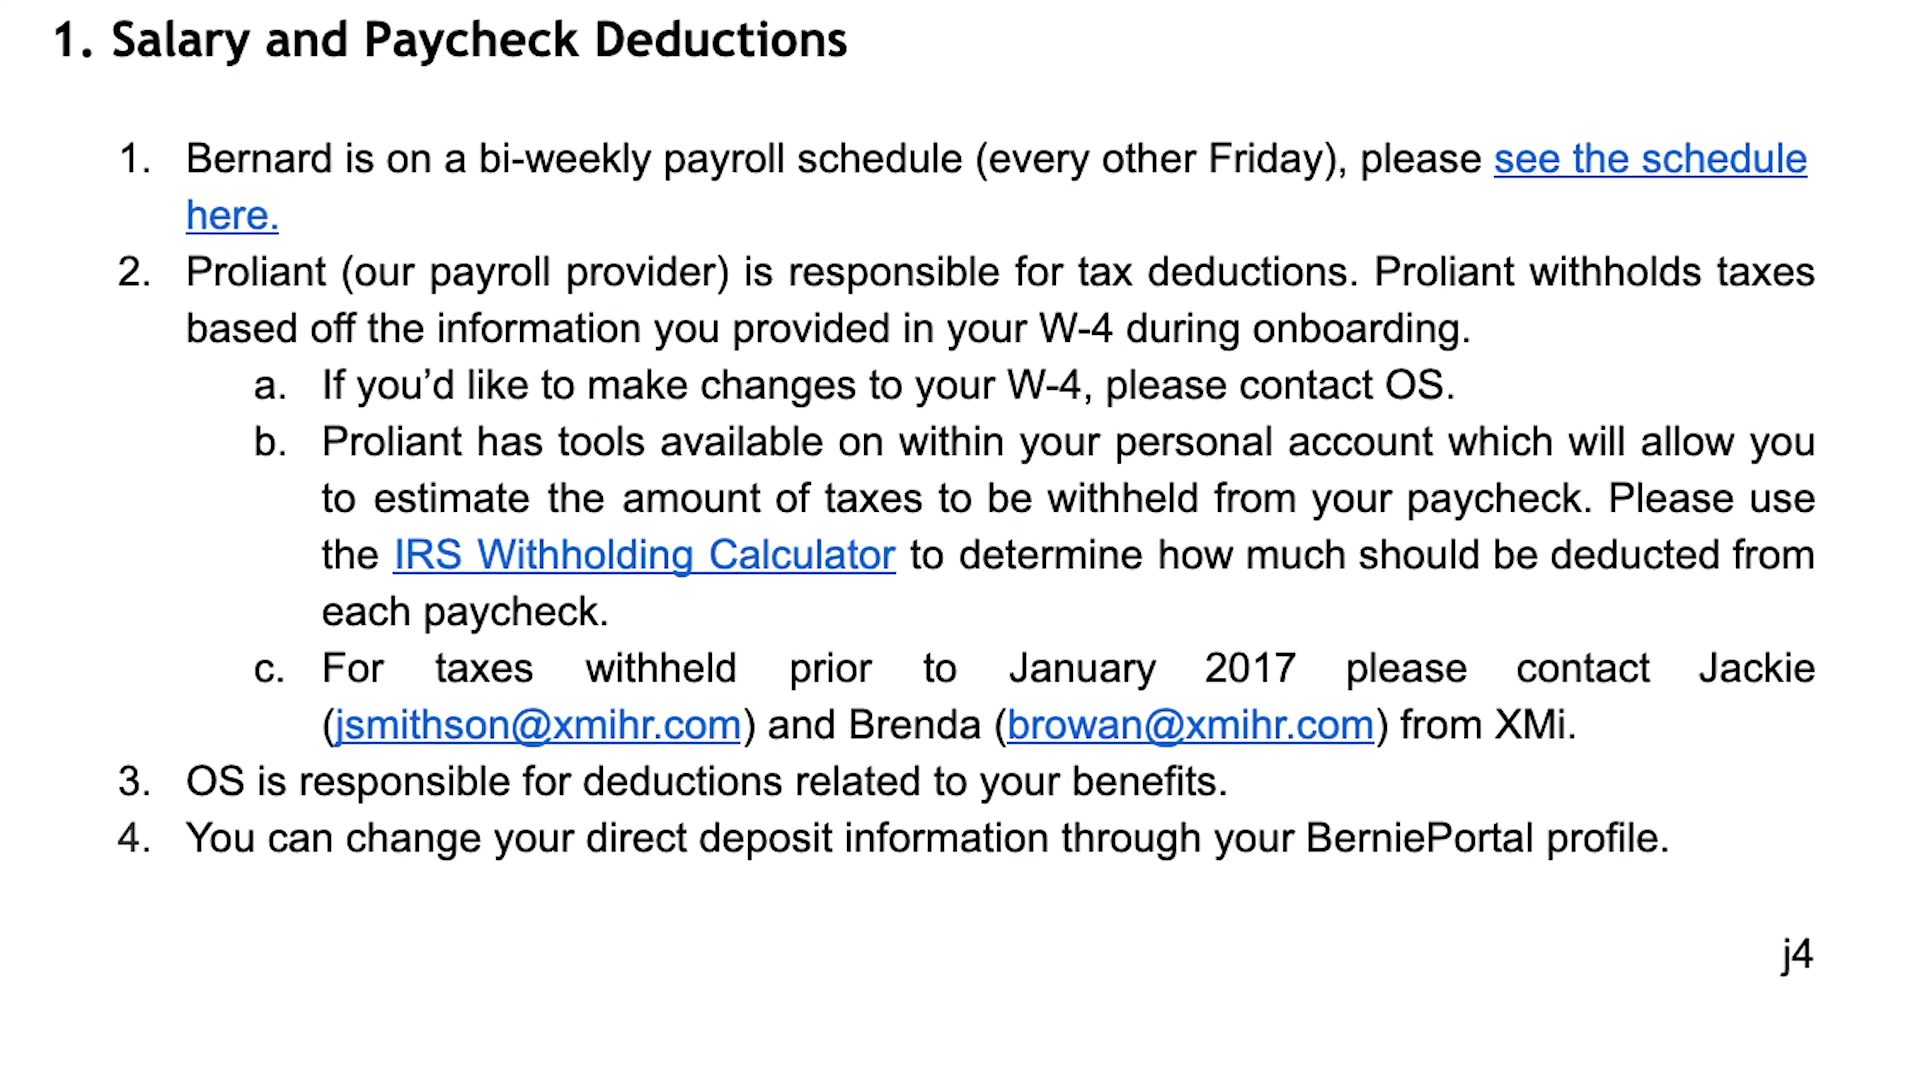 1. Salary and Paycheck Deductions
1. Bernard is on a bi-weekly payroll schedule (every other Friday), please see the schedule
here.
2. Proliant (our payroll provider) is responsible for tax deductions. Proliant withholds taxes
based off the information you provided in your W-4 during onboarding.
a. If you’d like to make changes to your W-4, please contact OS.
b. Proliant has tools available on within your personal account which will allow you
to estimate the amount of taxes to be withheld from your paycheck. Please use
the IRS Withholding Calculator to determine how much should be deducted from
each paycheck.
c. For taxes withheld prior to January 2017 please contact Jackie
(jsmithson@xmihr.com) and Brenda (browan@xmihr.com) from XMi.
3. OS is responsible for deductions related to your benefits.
4. You can change your direct deposit information through your BerniePortal profile.
j4